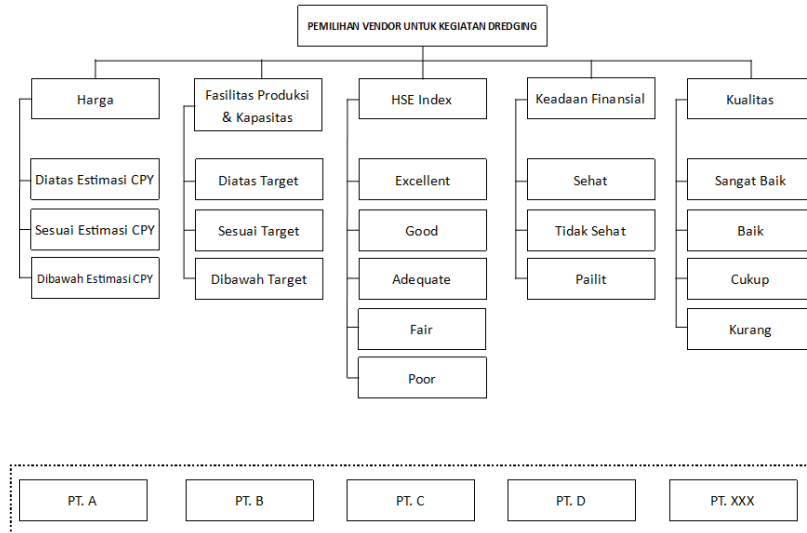 PEMILIHAN VENDOR UNTUK KEGIATAN DREDGING
Harga
Fasilitas Produksi
& Kapasitas
HSE Index
Keadaan Finansial
Kualitas
Diatas Estimasi CPY
Diatas Target
Excellent
Sehat
Sangat Baik
Sesuai Estimasi CPY
Sesuai Target
Good
Tidak Sehat
Baik
Dibawah Estimasi CPY
Dibawah Target
Adequate
Pailit
Cukup
Fair
Kurang
Poor
PT. A
PT. B
PT. C
PT. D
PT. XXX